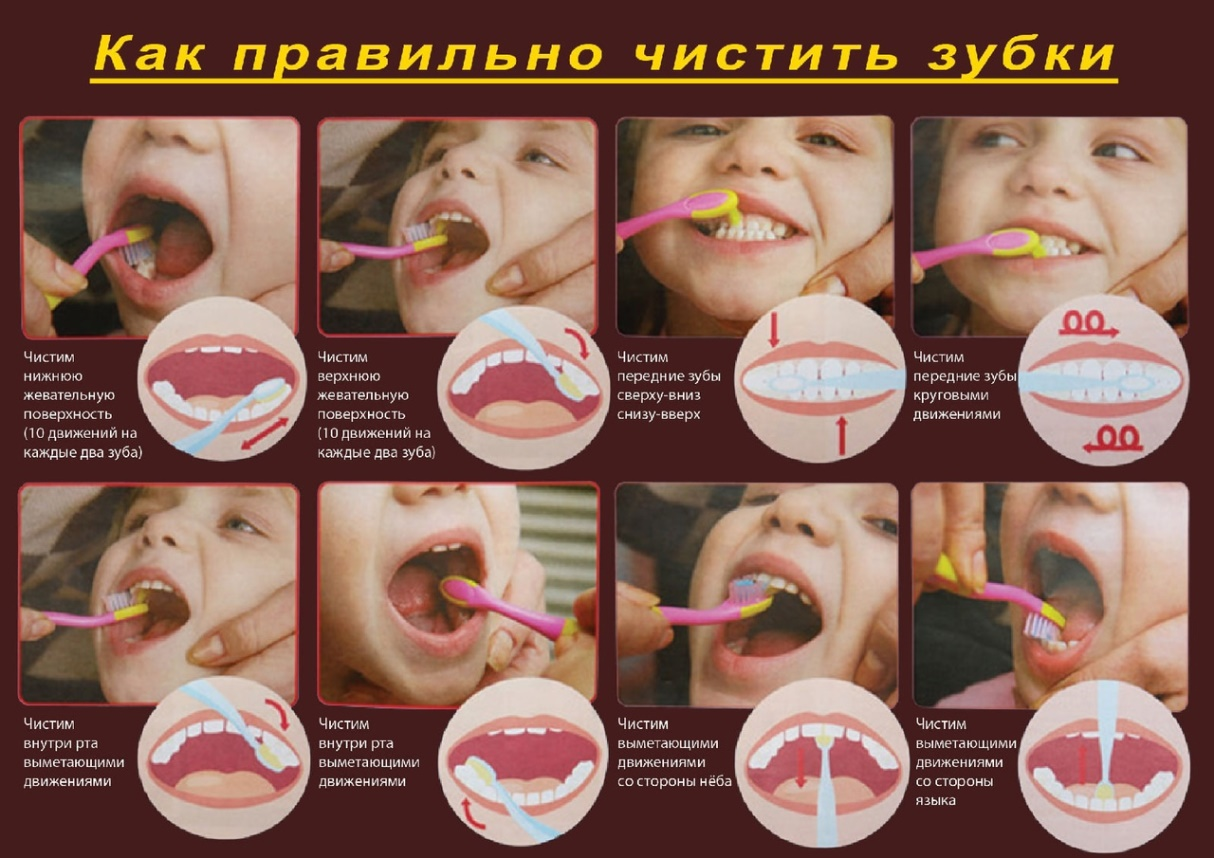 Как правильно чистить зубки
Чистим
нижнюю
жевательную
поверхность
(10 движений на
каждые два зуба)
Чистим
верхнюю
жевательную
поверхность
(10 движений на
каждые два зуба)
Чистим
передние зубы
сверху-вниз
снизу-вверх
Чистим
передние зубы
круговыми
движениями
Чистим
внутри рта
выметающими
движениями
Чистим
внутри рта
выметающими
движениями
Чистим
выметающими
движениями
со стороны нёба
Чистим
выметающими
движениями
со стороны
языка